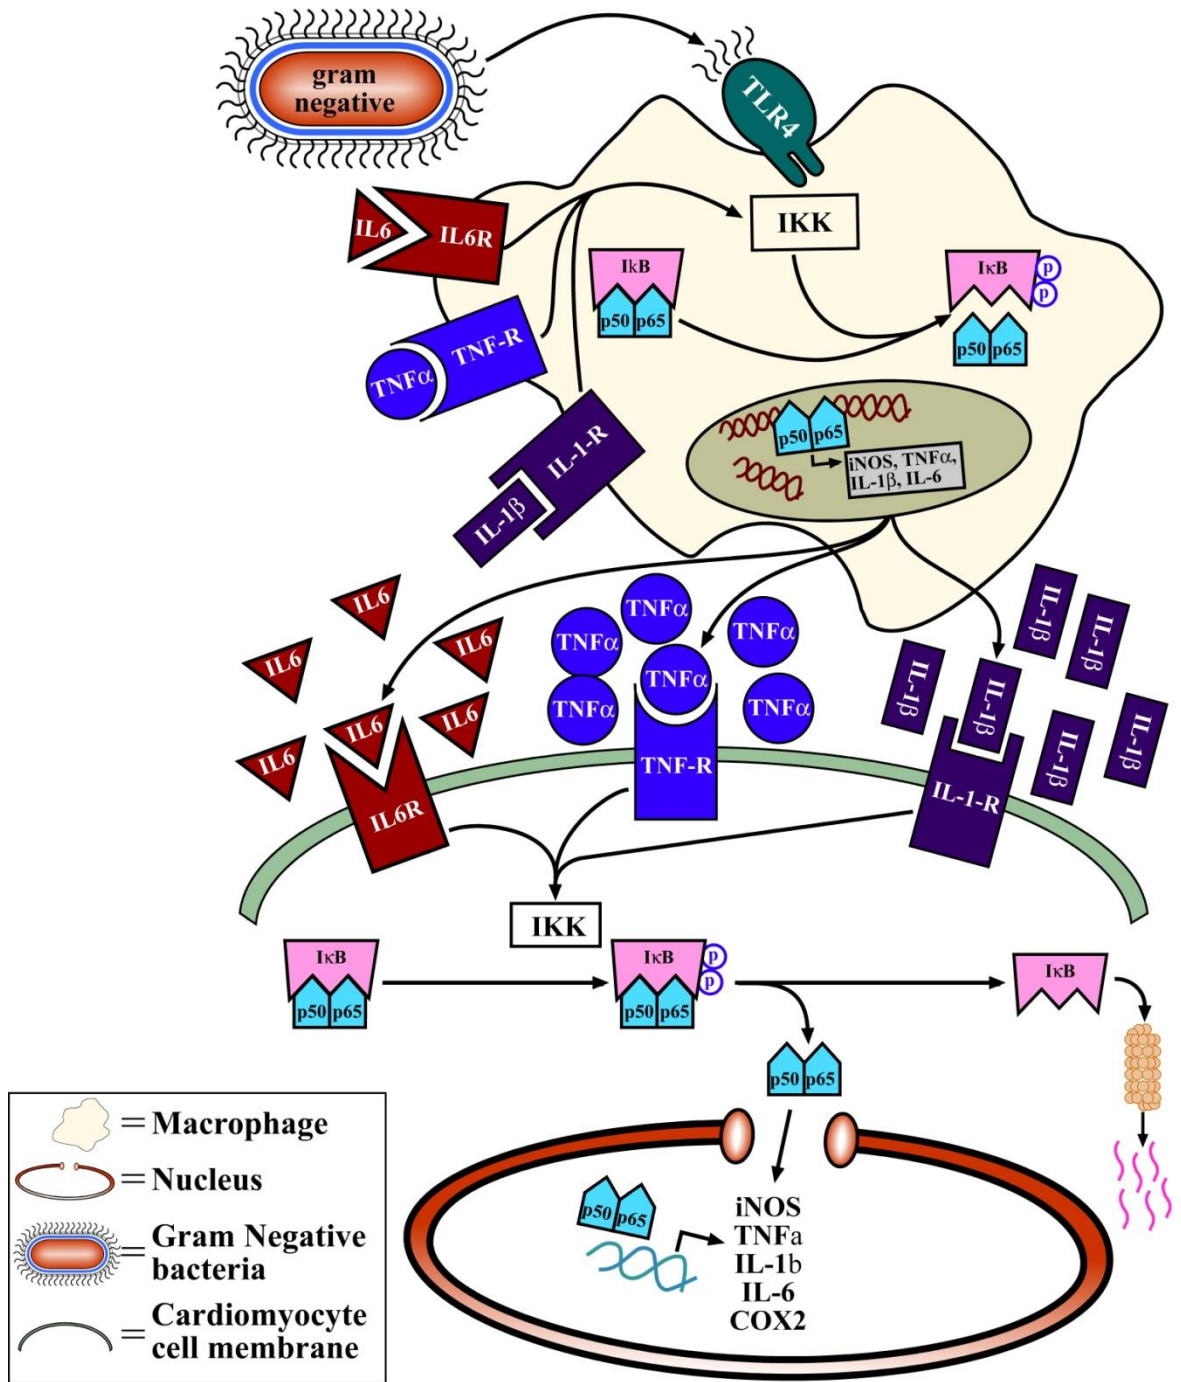 gram
negative
TLR4
IL6
IL6R
IKK
IkB
p50
p65
IκB
p
p
p50
p65
TNFα
TNF-R
IL-1β
IL-1-R
p50
p65
iNOS, TNFα,
IL-1β, IL-6
IL6
IL6
IL6
IL6
IL6
IL6
IL6R
TNFα
TNFα
TNFα
TNFα
TNFα
TNFα
TNF-R
IL-1β
IL-1β
IL-1β
IL-1β
IL-1β
IL-1β
IL-1-R
IKK
IκB
p50
p65
IκB
p
p
p50
p65
IκB
p50
p65
p50
p65
iNOS
TNFa
IL-1b
IL-6
COX2
= Macrophage
= Nucleus
= Gram Negative
bacteria
= Cardiomyocyte
cell membrane